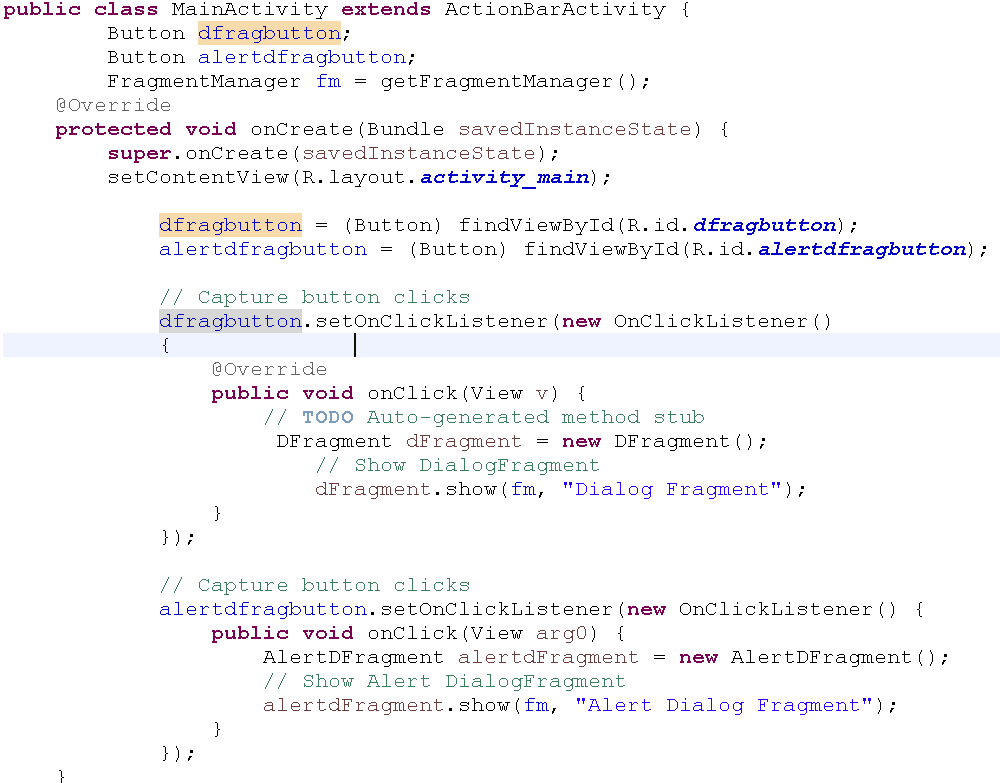 public class MainActivity extends ActionBarActivity {
Button dfragbutton;
Button alertdfragbutton;
FragmentManager fm = getFragmentManager();
@Override
protected void onCreate(Bundle savedInstanceState) {
super.onCreate(savedInstanceState);
setContentView(R.layout.activity_main);
dfragbutton = (Button) findViewById(R.id.dfragbutton);
alertdfragbutton = (Button) findViewById(R.id.alertdfragbutton);
// Capture button clicks
dfragbutton.setOnClickListener(new OnClickListener()
{
@Override
public void onClick(View v) {
// TODO Auto-generated method stub
DFragment dFragment = new DFragment();
// Show DialogFragment
dFragment.show(fm, "Dialog Fragment");
}
});
// Capture button clicks
alertdfragbutton.setOnClickListener(new OnClickListener() {
public void onClick(View arg0) {
AlertDFragment alertdFragment = new AlertDFragment();
// Show Alert DialogFragment
alertdFragment.show(fm, "Alert Dialog Fragment");
}
});
}